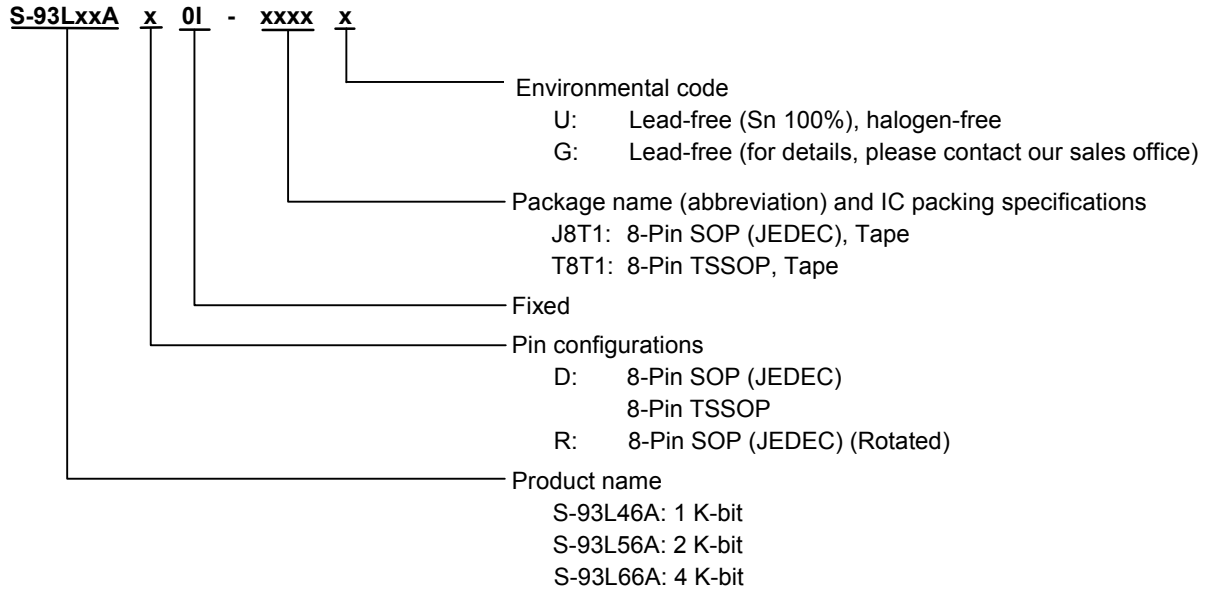 S-93LxxA x 0I - xxxx x
Environmental code
U: Lead-free (Sn 100%), halogen-free
G: Lead-free (for details, please contact our sales office)
Package name (abbreviation) and IC packing specifications
J8T1: 8-Pin SOP (JEDEC), Tape
T8T1: 8-Pin TSSOP, Tape
Fixed
Pin configurations
D: 8-Pin SOP (JEDEC)
8-Pin TSSOP
R: 8-Pin SOP (JEDEC) (Rotated)
Product name
S-93L46A: 1 K-bit
S-93L56A: 2 K-bit
S-93L66A: 4 K-bit